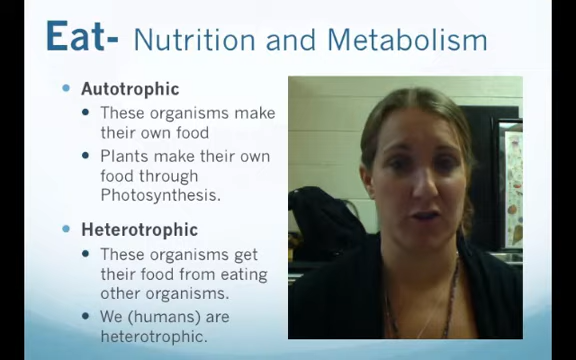 Eat- Nutrition and Metabolism
Autotrophic
These organisms make
their own food
Plants make their own
food through
Photosynthesis.
Heterotrophic
These organisms get
their food from eating
other organisms.
We (humans) are
heterotrophic.